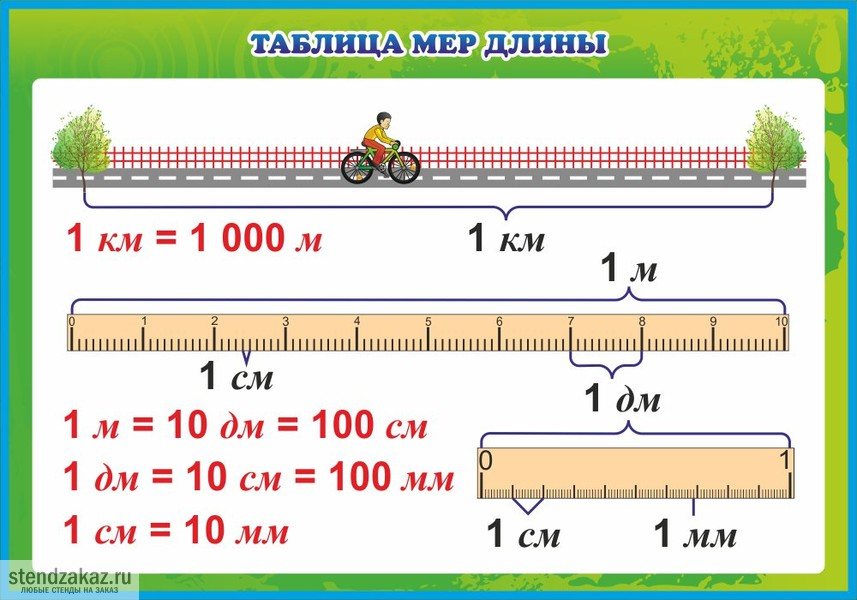 ТАБЛИЦА МЕР ДЛИНЫ
1 км = 1 000 м
1 км
1 м
0 1 2 3 4 5 6 7 8 9 10
1 см
1 дм
1 м = 10 дм = 100 см
0 1
1 дм = 10 см = 100 мм
1 см = 10 мм
1 см
1 мм
stendzakaz.ru
ЛЮБЫЕ СТЕНДЫ НА ЗАКАЗ